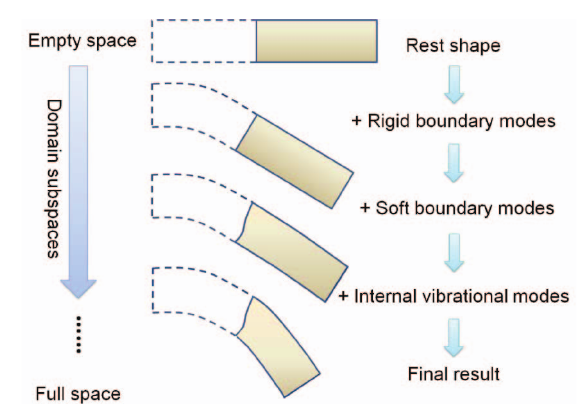 Empty space
Rest shape
+ Rigid boundary modes
Domain subspaces
+ Soft boundary modes
+ Internal vibrational modes
Final result
Full space